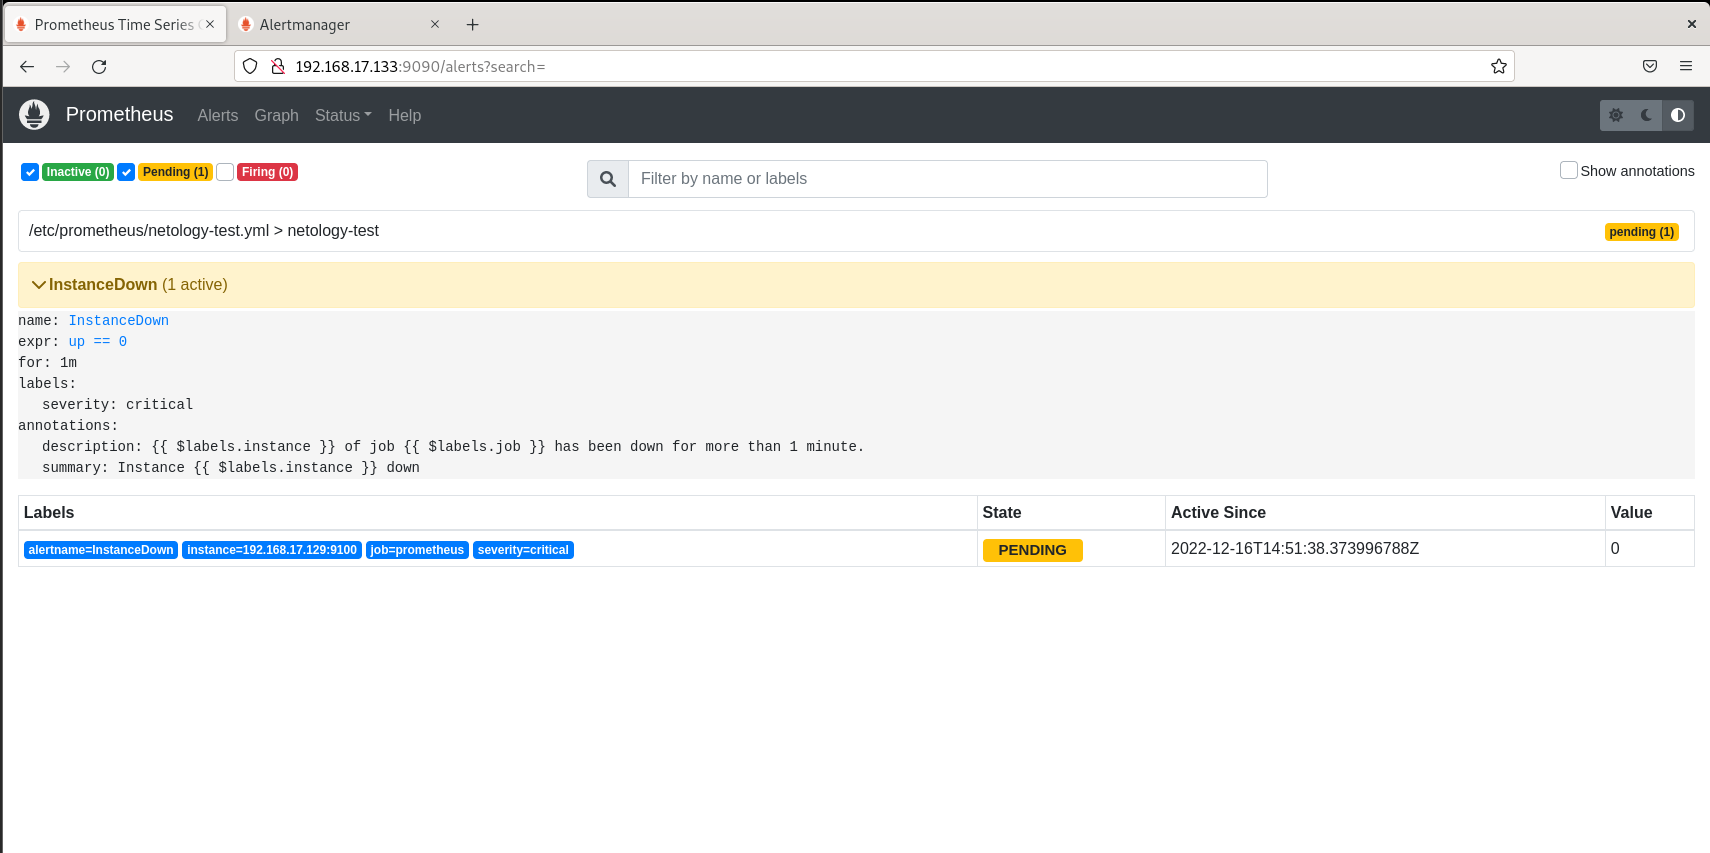 Prometheus Time Series
Alertmanager
192.168.17.133:9090/alerts?search=
Prometheus Alerts Graph Status Help
Inactive (0) Pending (1) Firing (0)
Filter by name or labels
Show annotations
/etc/prometheus/netology-test.yml > netology-test
pending (1)
InstanceDown (1 active)
name: InstanceDown
expr: up == 0
for: 1m
labels:
severity: critical
annotations:
description: {{ $labels.instance }} of job {{ $labels.job }} has been down for more than 1 minute.
summary: Instance {{ $labels.instance }} down
Labels State Active Since Value
alertname=InstanceDown instance=192.168.17.129:9100 job=prometheus severity=critical PENDING 2022-12-16T14:51:38.373996788Z 0